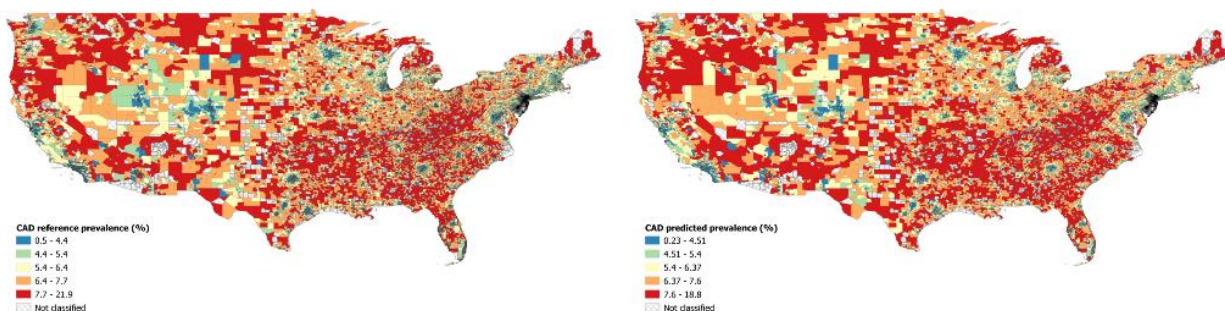 CAD reference prevalence (%)
0.5 - 4.4
4.4 - 5.4
5.4 - 6.4
6.4 - 7.7
7.7 - 21.9
Not classified
CAD predicted prevalence (%)
0.23 - 4.51
4.51 - 5.4
5.4 - 6.37
6.37 - 7.6
7.6 - 18.8
Not classified